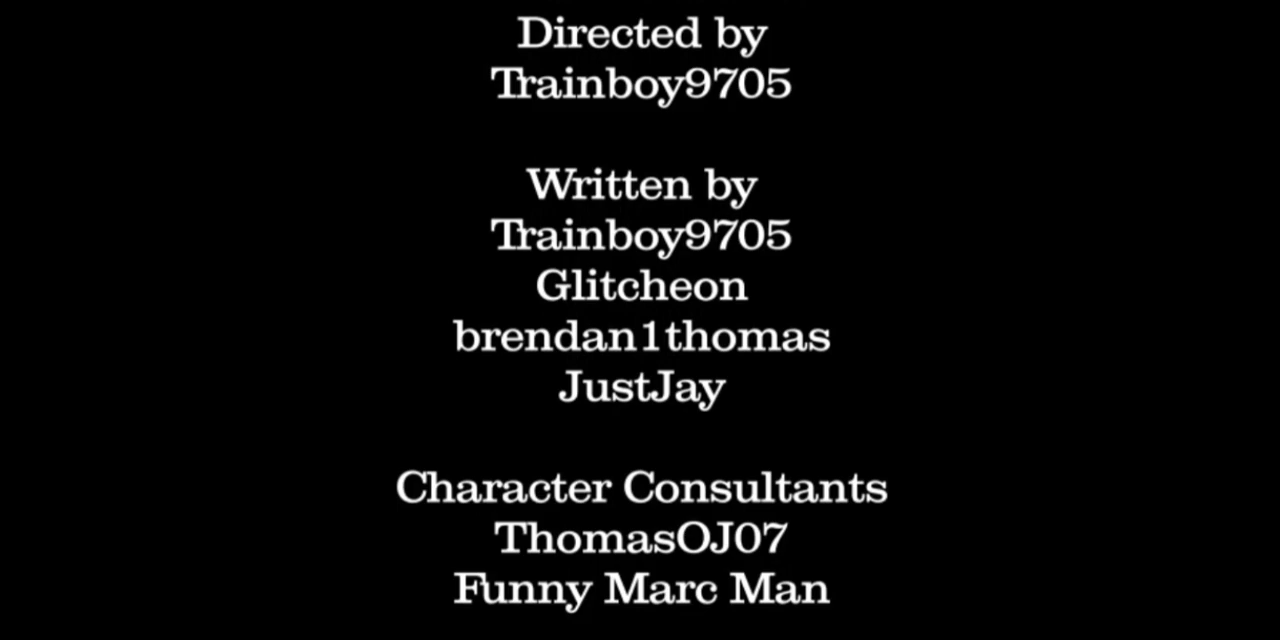 Directed by
Trainboy9705
Written by
Trainboy9705
Glitcheon
brendan1thomas
JustJay
Character Consultants
ThomasOJ07
Funny Marc Man